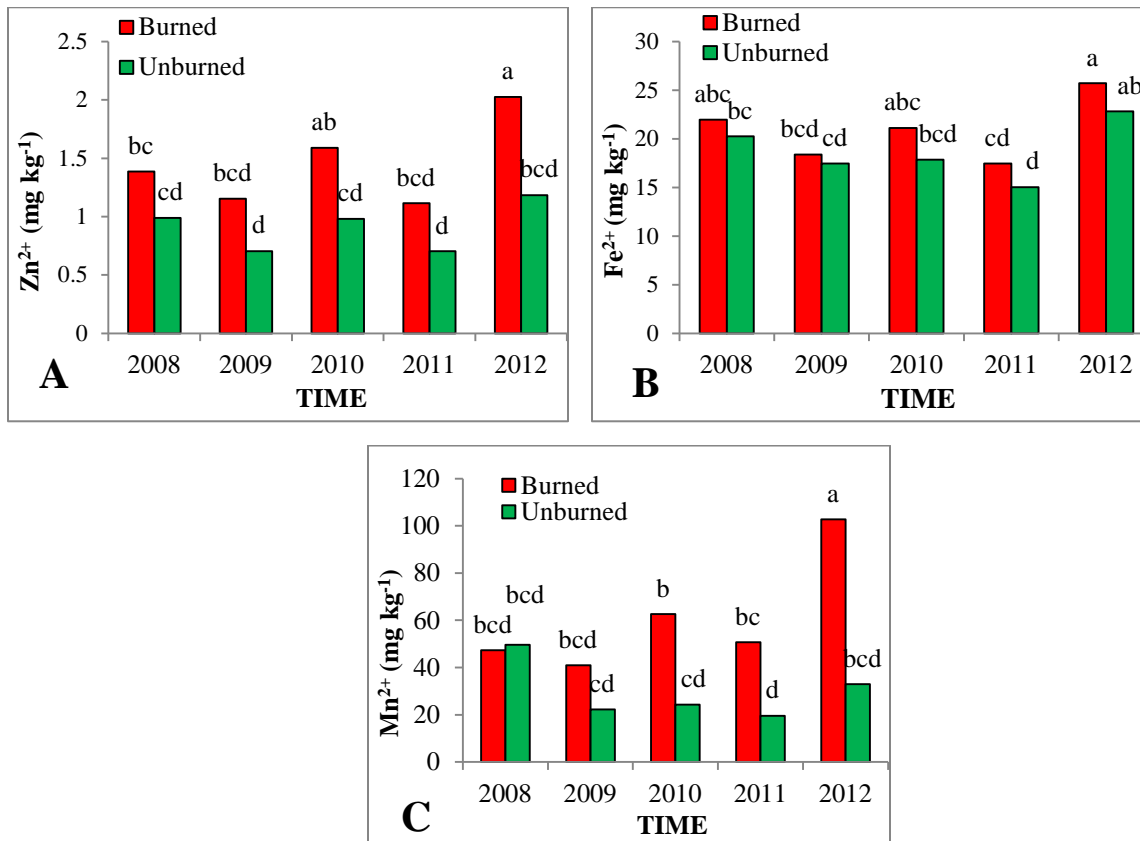 Burned
Unburned
2.5
2
1.5
1
0.5
0
Zn2+ (mg kg-1)
bc
cd
bcd
d
ab
cd
bcd
d
a
bcd
2008 2009 2010 2011 2012
TIME
A
Burned
Unburned
30
25
20
15
10
5
0
Fe2+ (mg kg-1)
abc
bc
bcd
cd
abc
bcd
cd
d
a
ab
2008 2009 2010 2011 2012
TIME
B
Burned
Unburned
120
100
80
60
40
20
0
Mn2+ (mg kg-1)
bcd
bcd
bcd
cd
b
cd
bc
d
a
bcd
2008 2009 2010 2011 2012
TIME
C